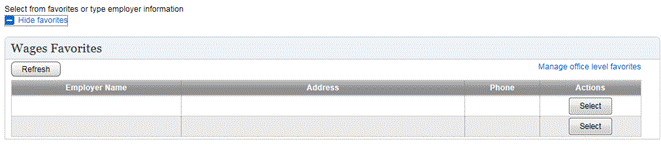 Select from favorites or type employer information
Hide favorites
Wages Favorites
Refresh
Manage office level favorites
Employer Name Address Phone Actions
Select
Select